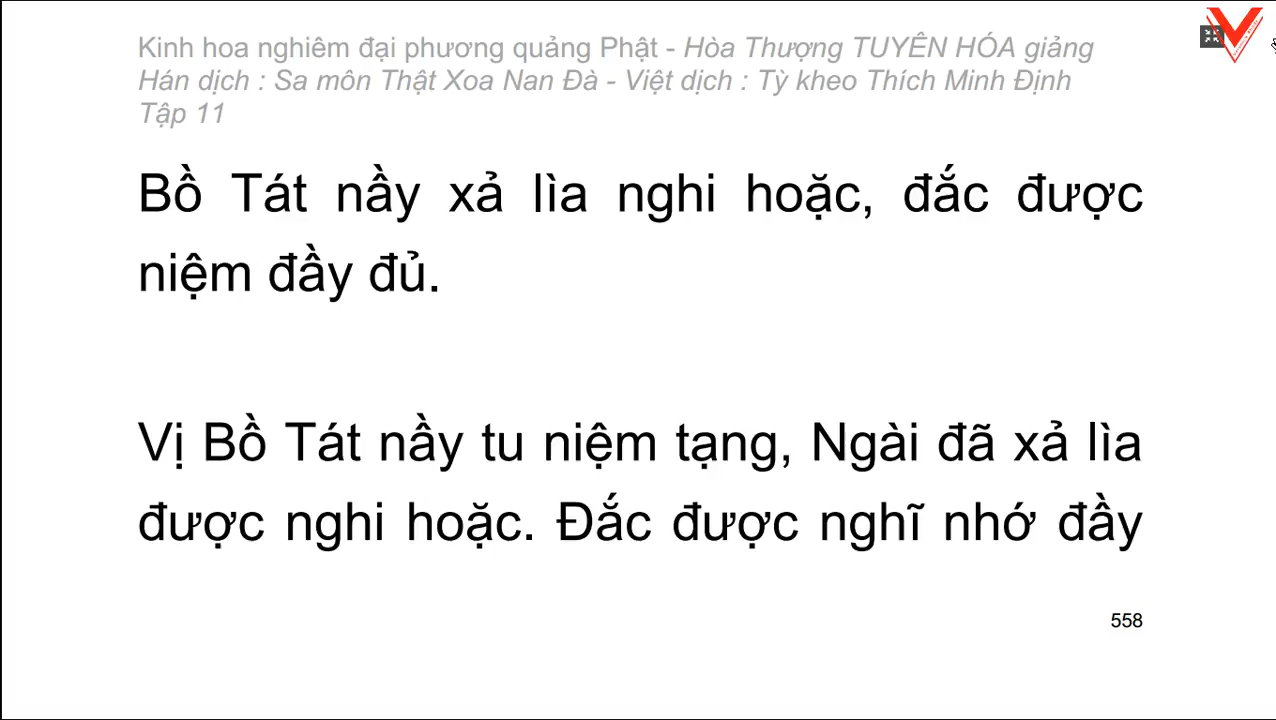 Kinh hoa nghiêm đại phương quảng Phật - Hòa Thượng TUYÊN HÓA giảng
Hán dịch : Sa môn Thật Xoa Nan Đà - Việt dịch : Tỳ kheo Thích Minh Định
Tập 11
Bồ Tát nầy xả lìa nghi hoặc, đắc được
niệm đầy đủ.
Vị Bồ Tát nầy tu niệm tạng, Ngài đã xả lìa
được nghi hoặc. Đắc được nghĩ nhớ đầy
558